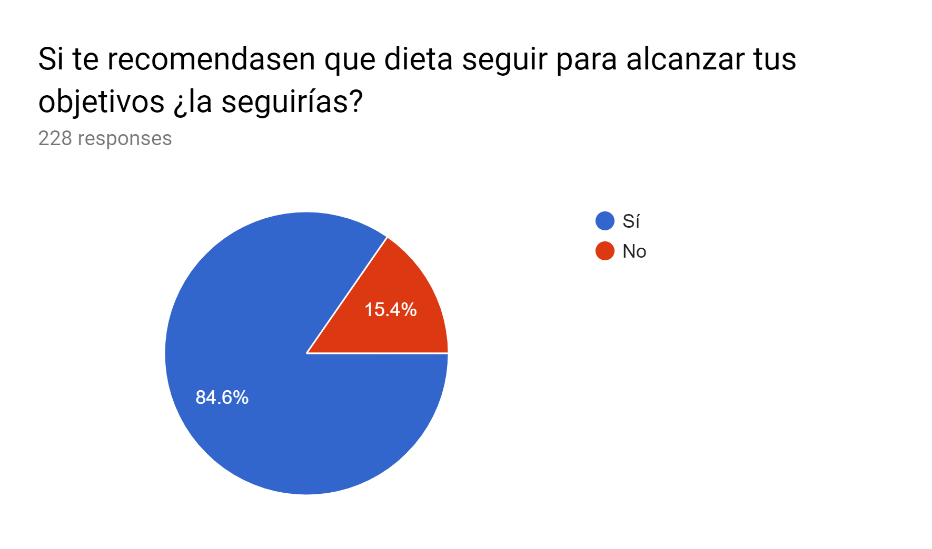 Si te recomendasen que dieta seguir para alcanzar tus
objetivos ¿la seguirías?
228 responses
Sí
No
15.4%
84.6%